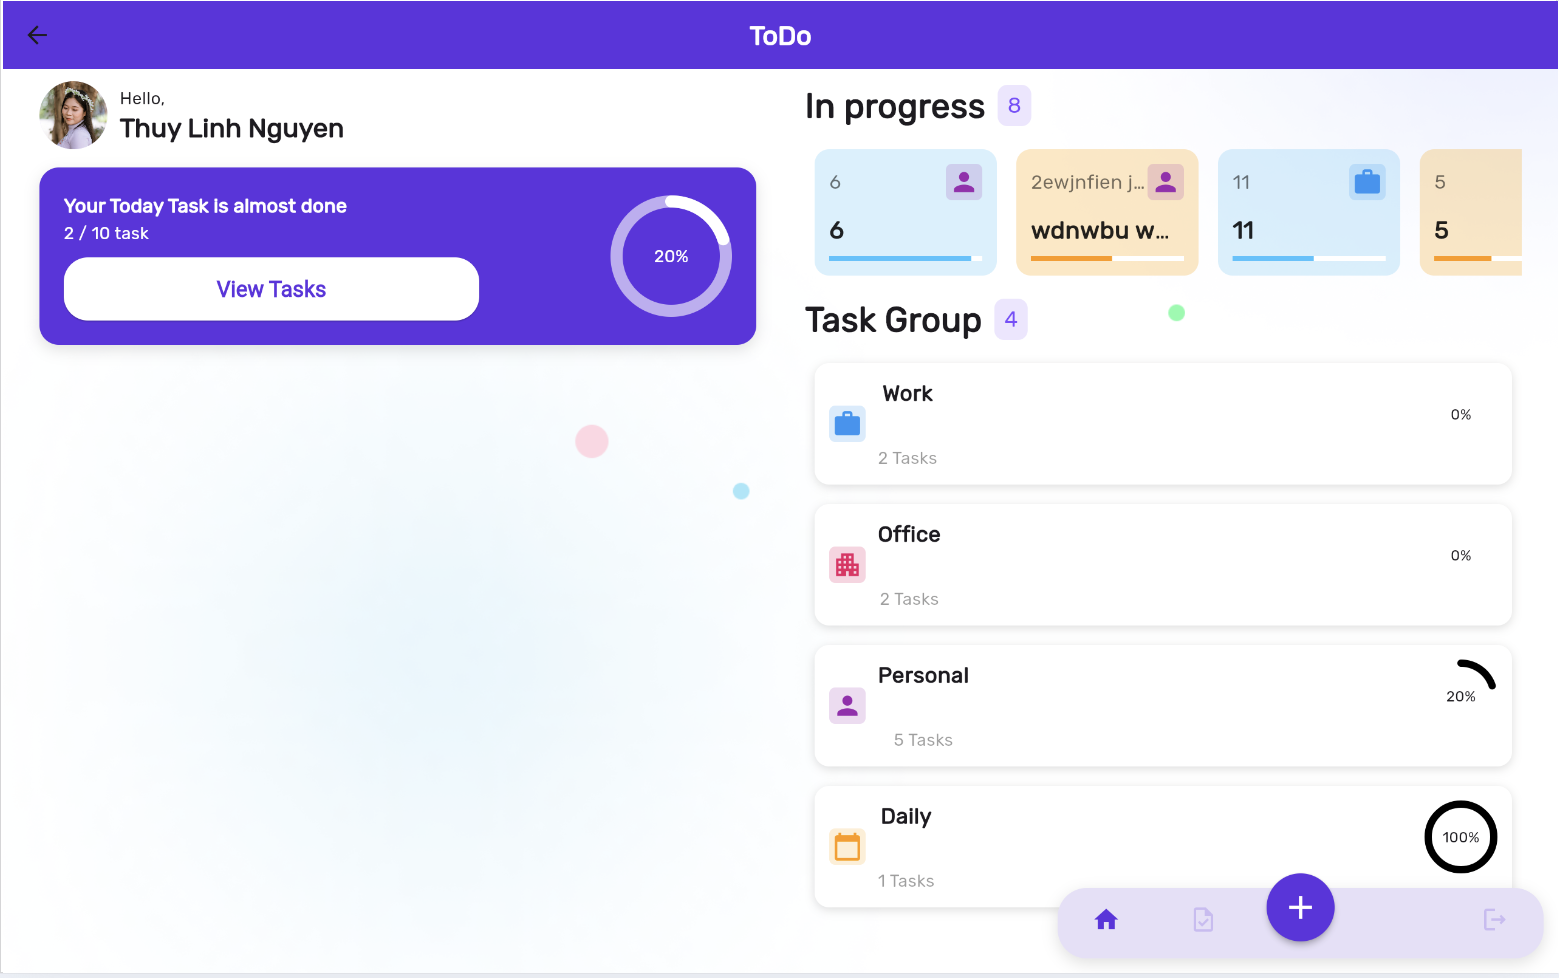 ToDo
Hello,
Thuy Linh Nguyen
Your Today Task is almost done
2 / 10 task
View Tasks
20%
In progress 8
6
6
2ewjnfien j...
wdnwbu w...
11
11
5
5
Task Group 4
Work
0%
2 Tasks
Office
0%
2 Tasks
Personal
20%
5 Tasks
Daily
100%
1 Tasks